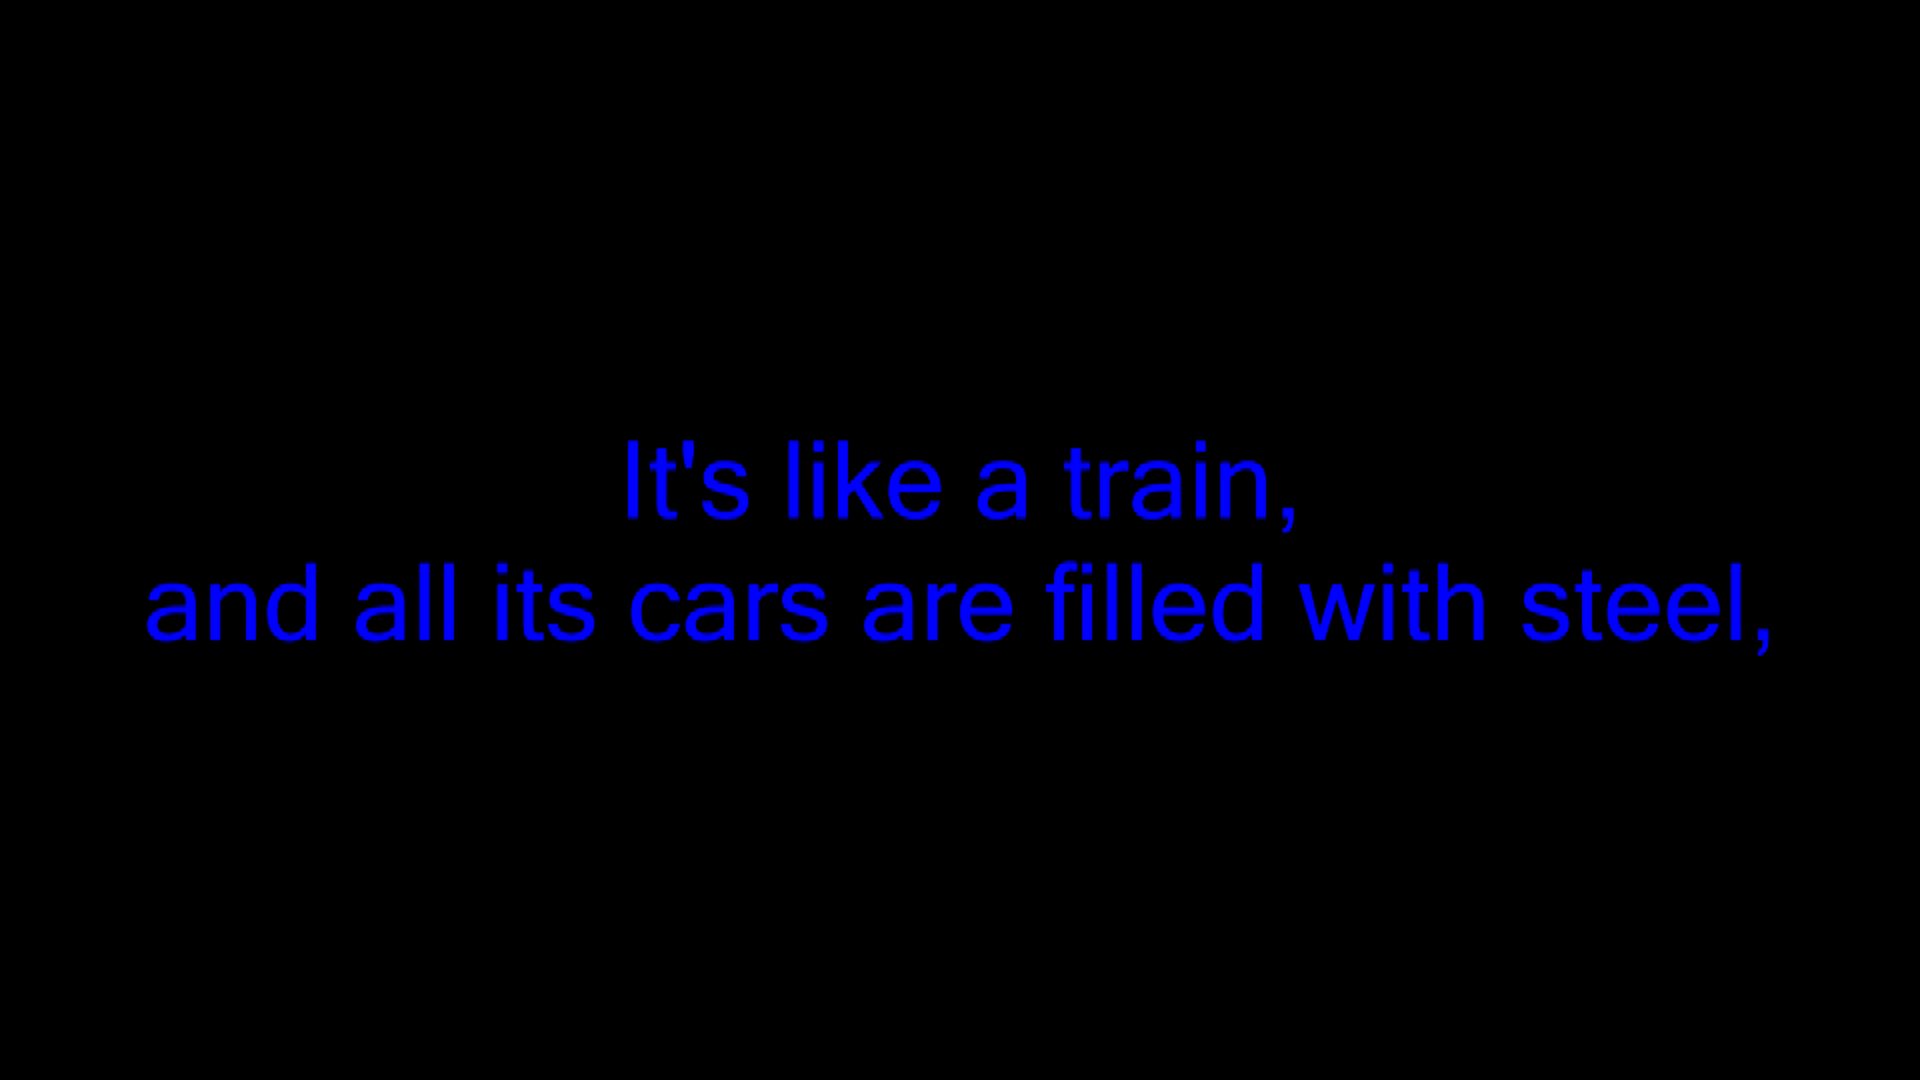 It's like a train,
and all its cars are filled with steel,